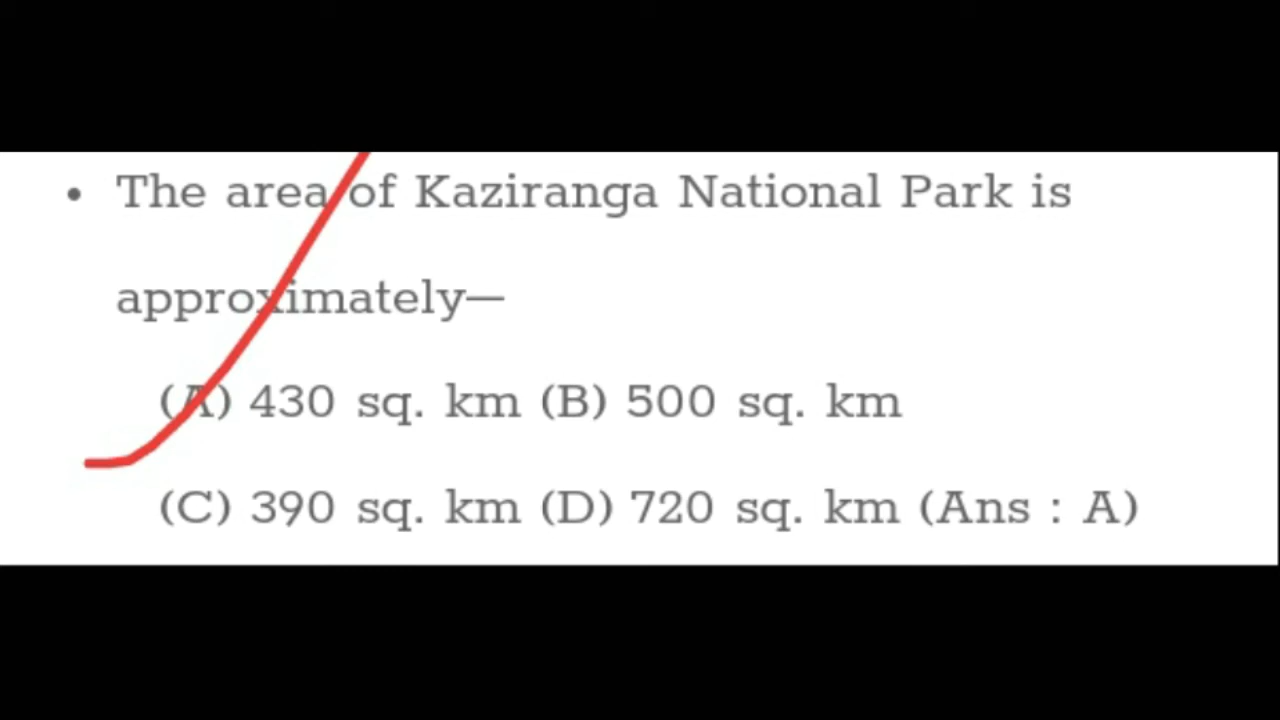 • The area of Kaziranga National Park is
approximately—
(A) 430 sq. km (B) 500 sq. km
(C) 390 sq. km (D) 720 sq. km (Ans : A)